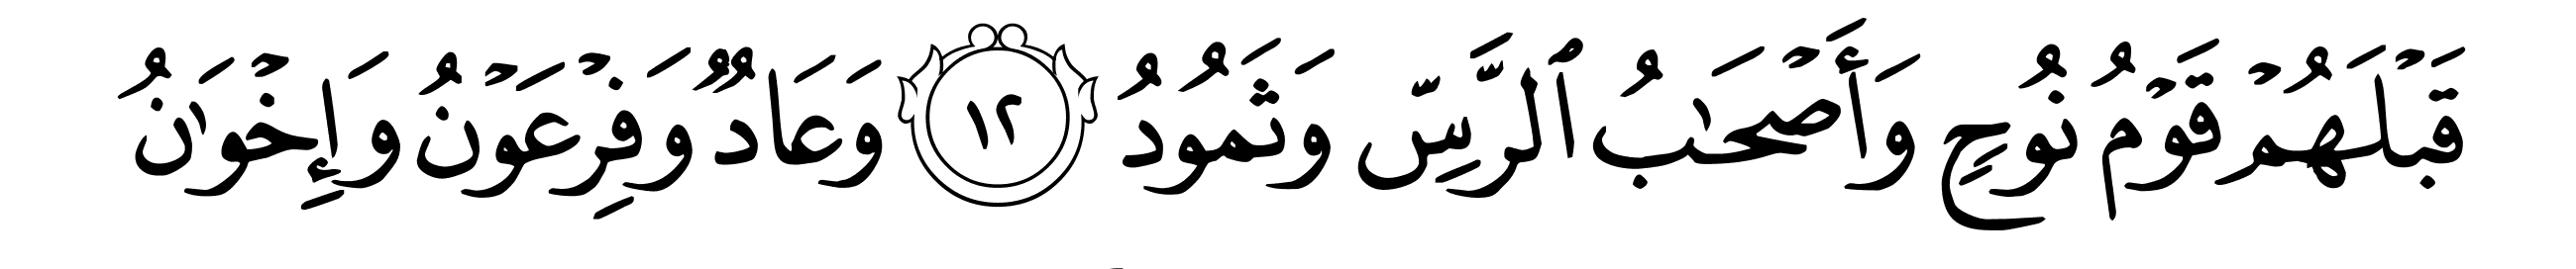 قَبْلَهُمْ قَوْمُ نُوحٍ وَأَصْحَٰبُ ٱلرَّسِّ وَثَمُودُ ١٢ وَعَادٌ وَفِرْعَوْنُ وَإِخْوَٰنُ